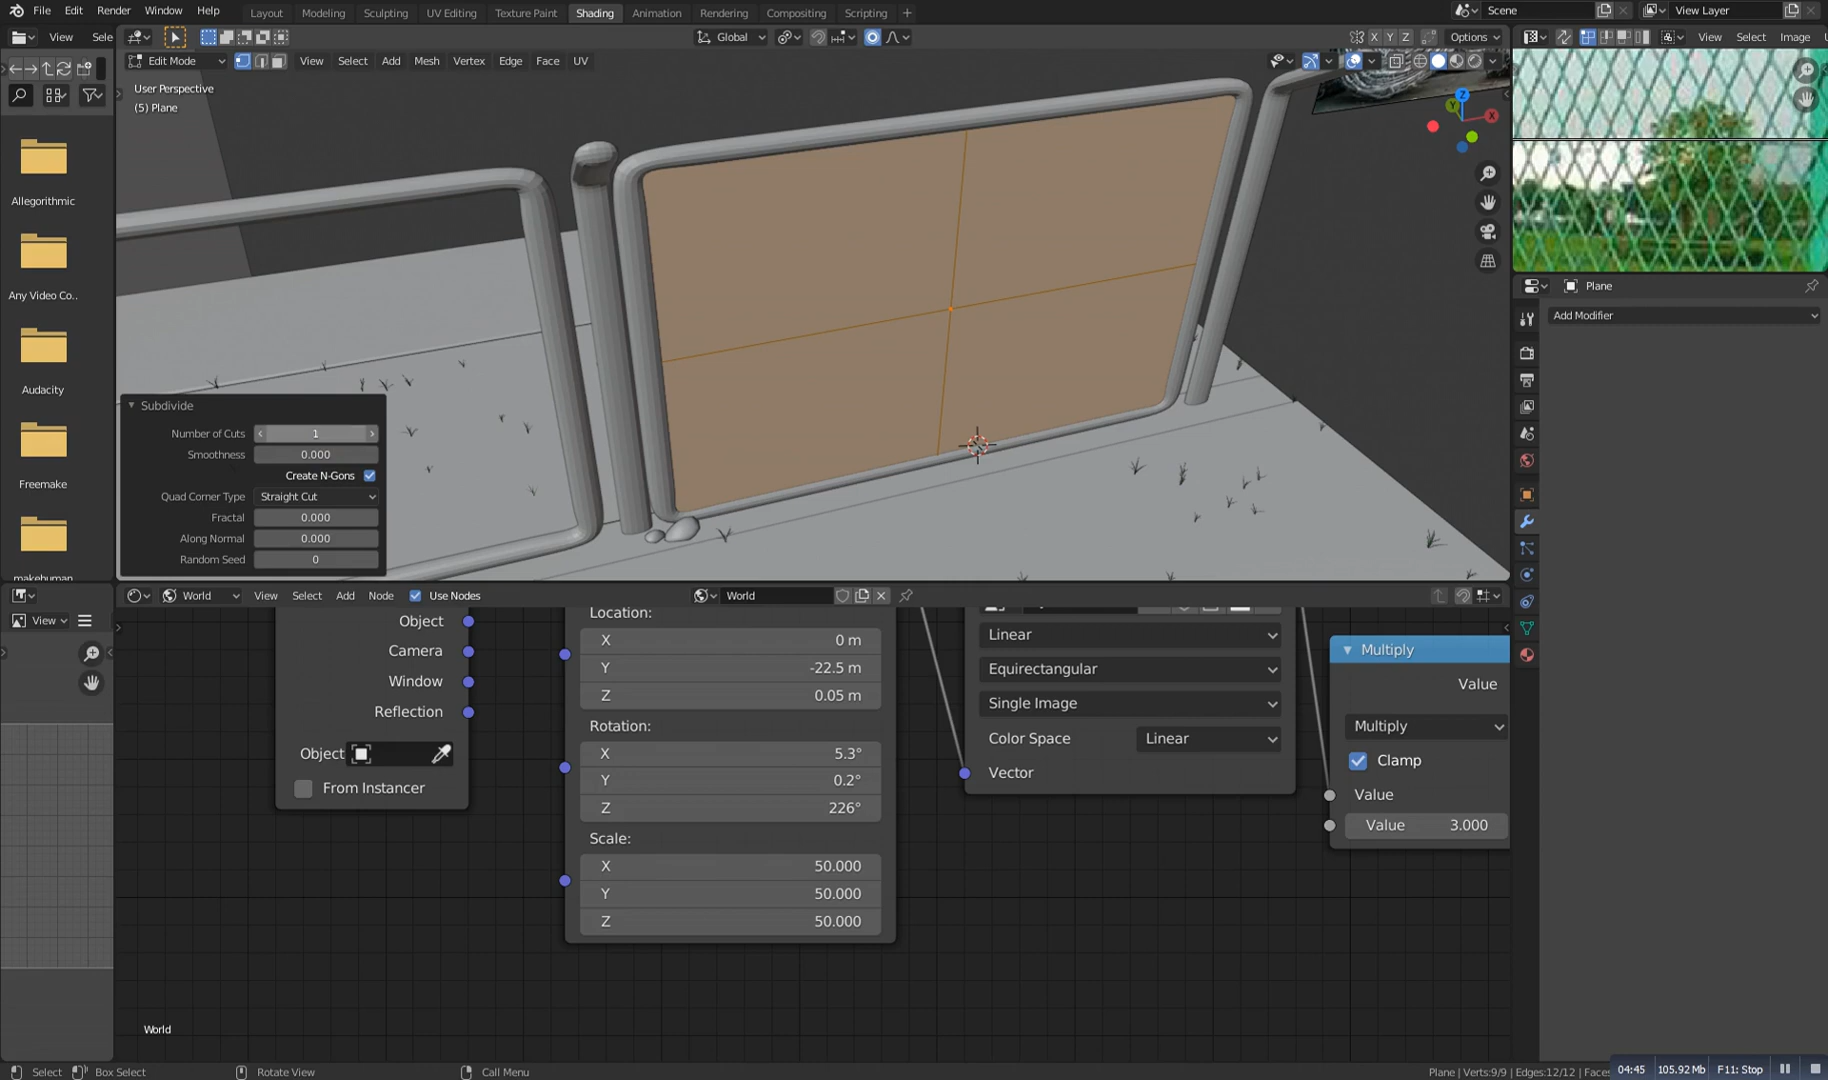 File Edit Render Window Help
Layout Modeling Sculpting UV Editing Texture Paint Shading Animation Rendering Compositing Scripting +
Scene View Layer
View Sele
Global
X Y Z Options
View Select Image
Edit Mode View Select Add Mesh Vertex Edge Face UV
User Perspective
(5) Plane
Z
Y
X
Allegorithmic
Any Video Co..
Audacity
Freemake
makehuman
Plane
Add Modifier
Subdivide
Number of Cuts 1
Smoothness 0.000
Create N-Gons
Quad Corner Type Straight Cut
Fractal 0.000
Along Normal 0.000
Random Seed 0
World View Select Add Node Use Nodes World
View
Object
Camera
Window
Reflection
Object
From Instancer
Location:
X 0 m
Y -22.5 m
Z 0.05 m
Rotation:
X 5.3°
Y 0.2°
Z 226°
Scale:
X 50.000
Y 50.000
Z 50.000
Linear
Equirectangular
Single Image
Color Space Linear
Vector
Multiply
Value
Multiply
Clamp
Value
Value 3.000
World
Select Box Select Rotate View Call Menu
Plane | Verts:9/9 | Edges:12/12 | Faces
04:45 105.92 Mb F11: Stop